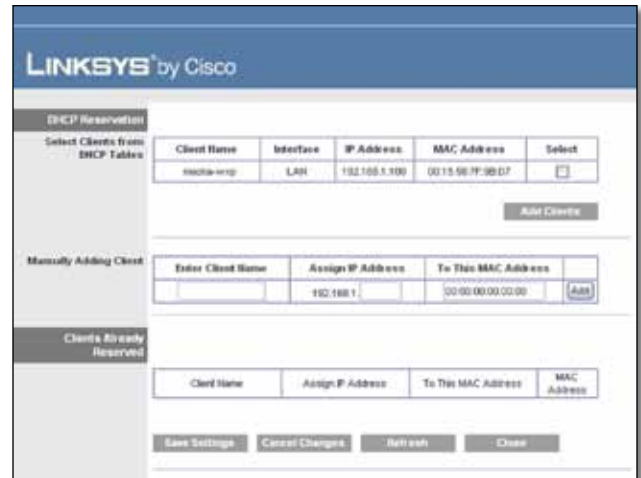 LINKSYS® by Cisco
DHCP Reservation
Select Clients from DHCP Tables
Client Name Interface IP Address MAC Address Select
LAN 192.168.1.100
Add Clients
Manually Adding Client
Enter Client Name Assign IP Address To This MAC Address
192.168.1. 00:00:00:00:00:00 Add
Clients Already Reserved
Client Name Assign IP Address To This MAC Address MAC Address
Save Settings Cancel Changes Refresh Close